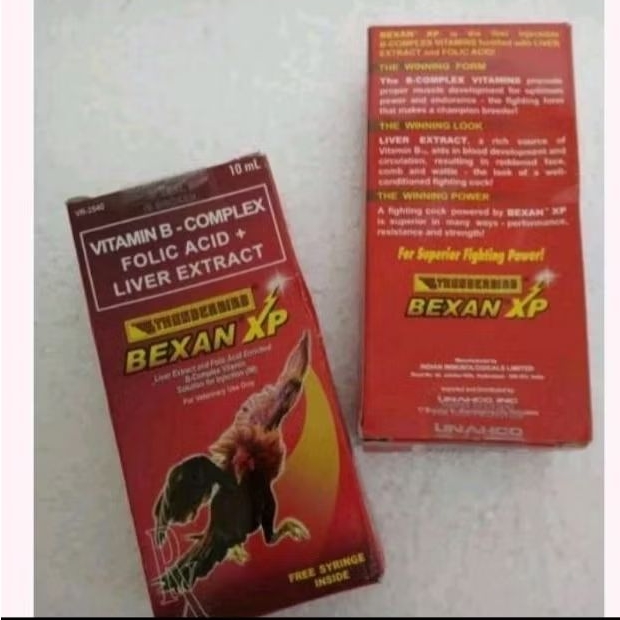 10 mL
VR-2540
VITAMIN B - COMPLEX
FOLIC ACID +
LIVER EXTRACT
THUNDERBIRD
BEXAN XP
Liver Extract and Folic Acid Enriched
B-Complex Vitamin
Solution for Injection (IM)
For Veterinary Use Only
FREE SYRINGE
INSIDE
BEXAN XP is the first injectable
B-COMPLEX VITAMINS fortified with LIVER
EXTRACT and FOLIC ACID!
THE WINNING FORM
The B-COMPLEX VITAMINS promote
proper muscle development for optimum
power and endurance - the fighting form
that makes a champion breeder!
THE WINNING LOOK
LIVER EXTRACT, a rich source of
Vitamin B12, aids in blood development and
circulation, resulting in reddened face,
comb and wattle - the look of a well-
conditioned fighting cock!
THE WINNING POWER
A fighting cock powered by BEXAN XP
is superior in many ways - performance,
resistance and strength!
For Superior Fighting Power!
THUNDERBIRD
BEXAN XP
Manufactured by
INDIAN IMMUNOLOGICALS LIMITED
Imported and Distributed by
UNAHCO, INC
UNAHCO